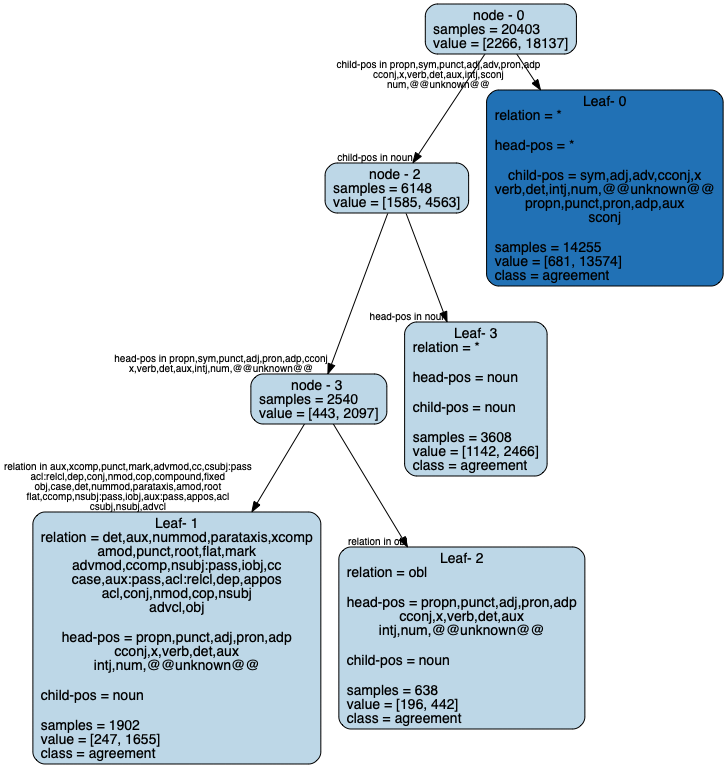 node - 0
samples = 20403
value = [2266, 18137]
child-pos in propn,sym,punct,adj,adv,pron,adp
cconj,x,verb,det,aux,intj,sconj
num,@@unknown@@
Leaf- 0
relation = *
head-pos = *
child-pos = sym,adj,adv,cconj,x
verb,det,intj,num,@@unknown@@
propn,punct,pron,adp,aux
sconj
samples = 14255
value = [681, 13574]
class = agreement
child-pos in noun
node - 2
samples = 6148
value = [1585, 4563]
head-pos in noun
Leaf- 3
relation = *
head-pos = noun
child-pos = noun
samples = 3608
value = [1142, 2466]
class = agreement
head-pos in propn,sym,punct,adj,pron,adp,cconj
x,verb,det,aux,intj,num,@@unknown@@
node - 3
samples = 2540
value = [443, 2097]
relation in aux,xcomp,punct,mark,advmod,cc,csubj:pass
acl:relcl,dep,conj,nmod,cop,compound,fixed
obj,case,det,nummod,parataxis,amod,root
flat,ccomp,nsubj:pass,iobj,aux:pass,appos,acl
csubj,nsubj,advcl
Leaf- 1
relation = det,aux,nummod,parataxis,xcomp
amod,punct,root,flat,mark
advmod,ccomp,nsubj:pass,iobj,cc
case,aux:pass,acl:relcl,dep,appos
acl,conj,nmod,cop,nsubj
advcl,obj
head-pos = propn,punct,adj,pron,adp
cconj,x,verb,det,aux
intj,num,@@unknown@@
child-pos = noun
samples = 1902
value = [247, 1655]
class = agreement
relation in obl
Leaf- 2
relation = obl
head-pos = propn,punct,adj,pron,adp
cconj,x,verb,det,aux
intj,num,@@unknown@@
child-pos = noun
samples = 638
value = [196, 442]
class = agreement